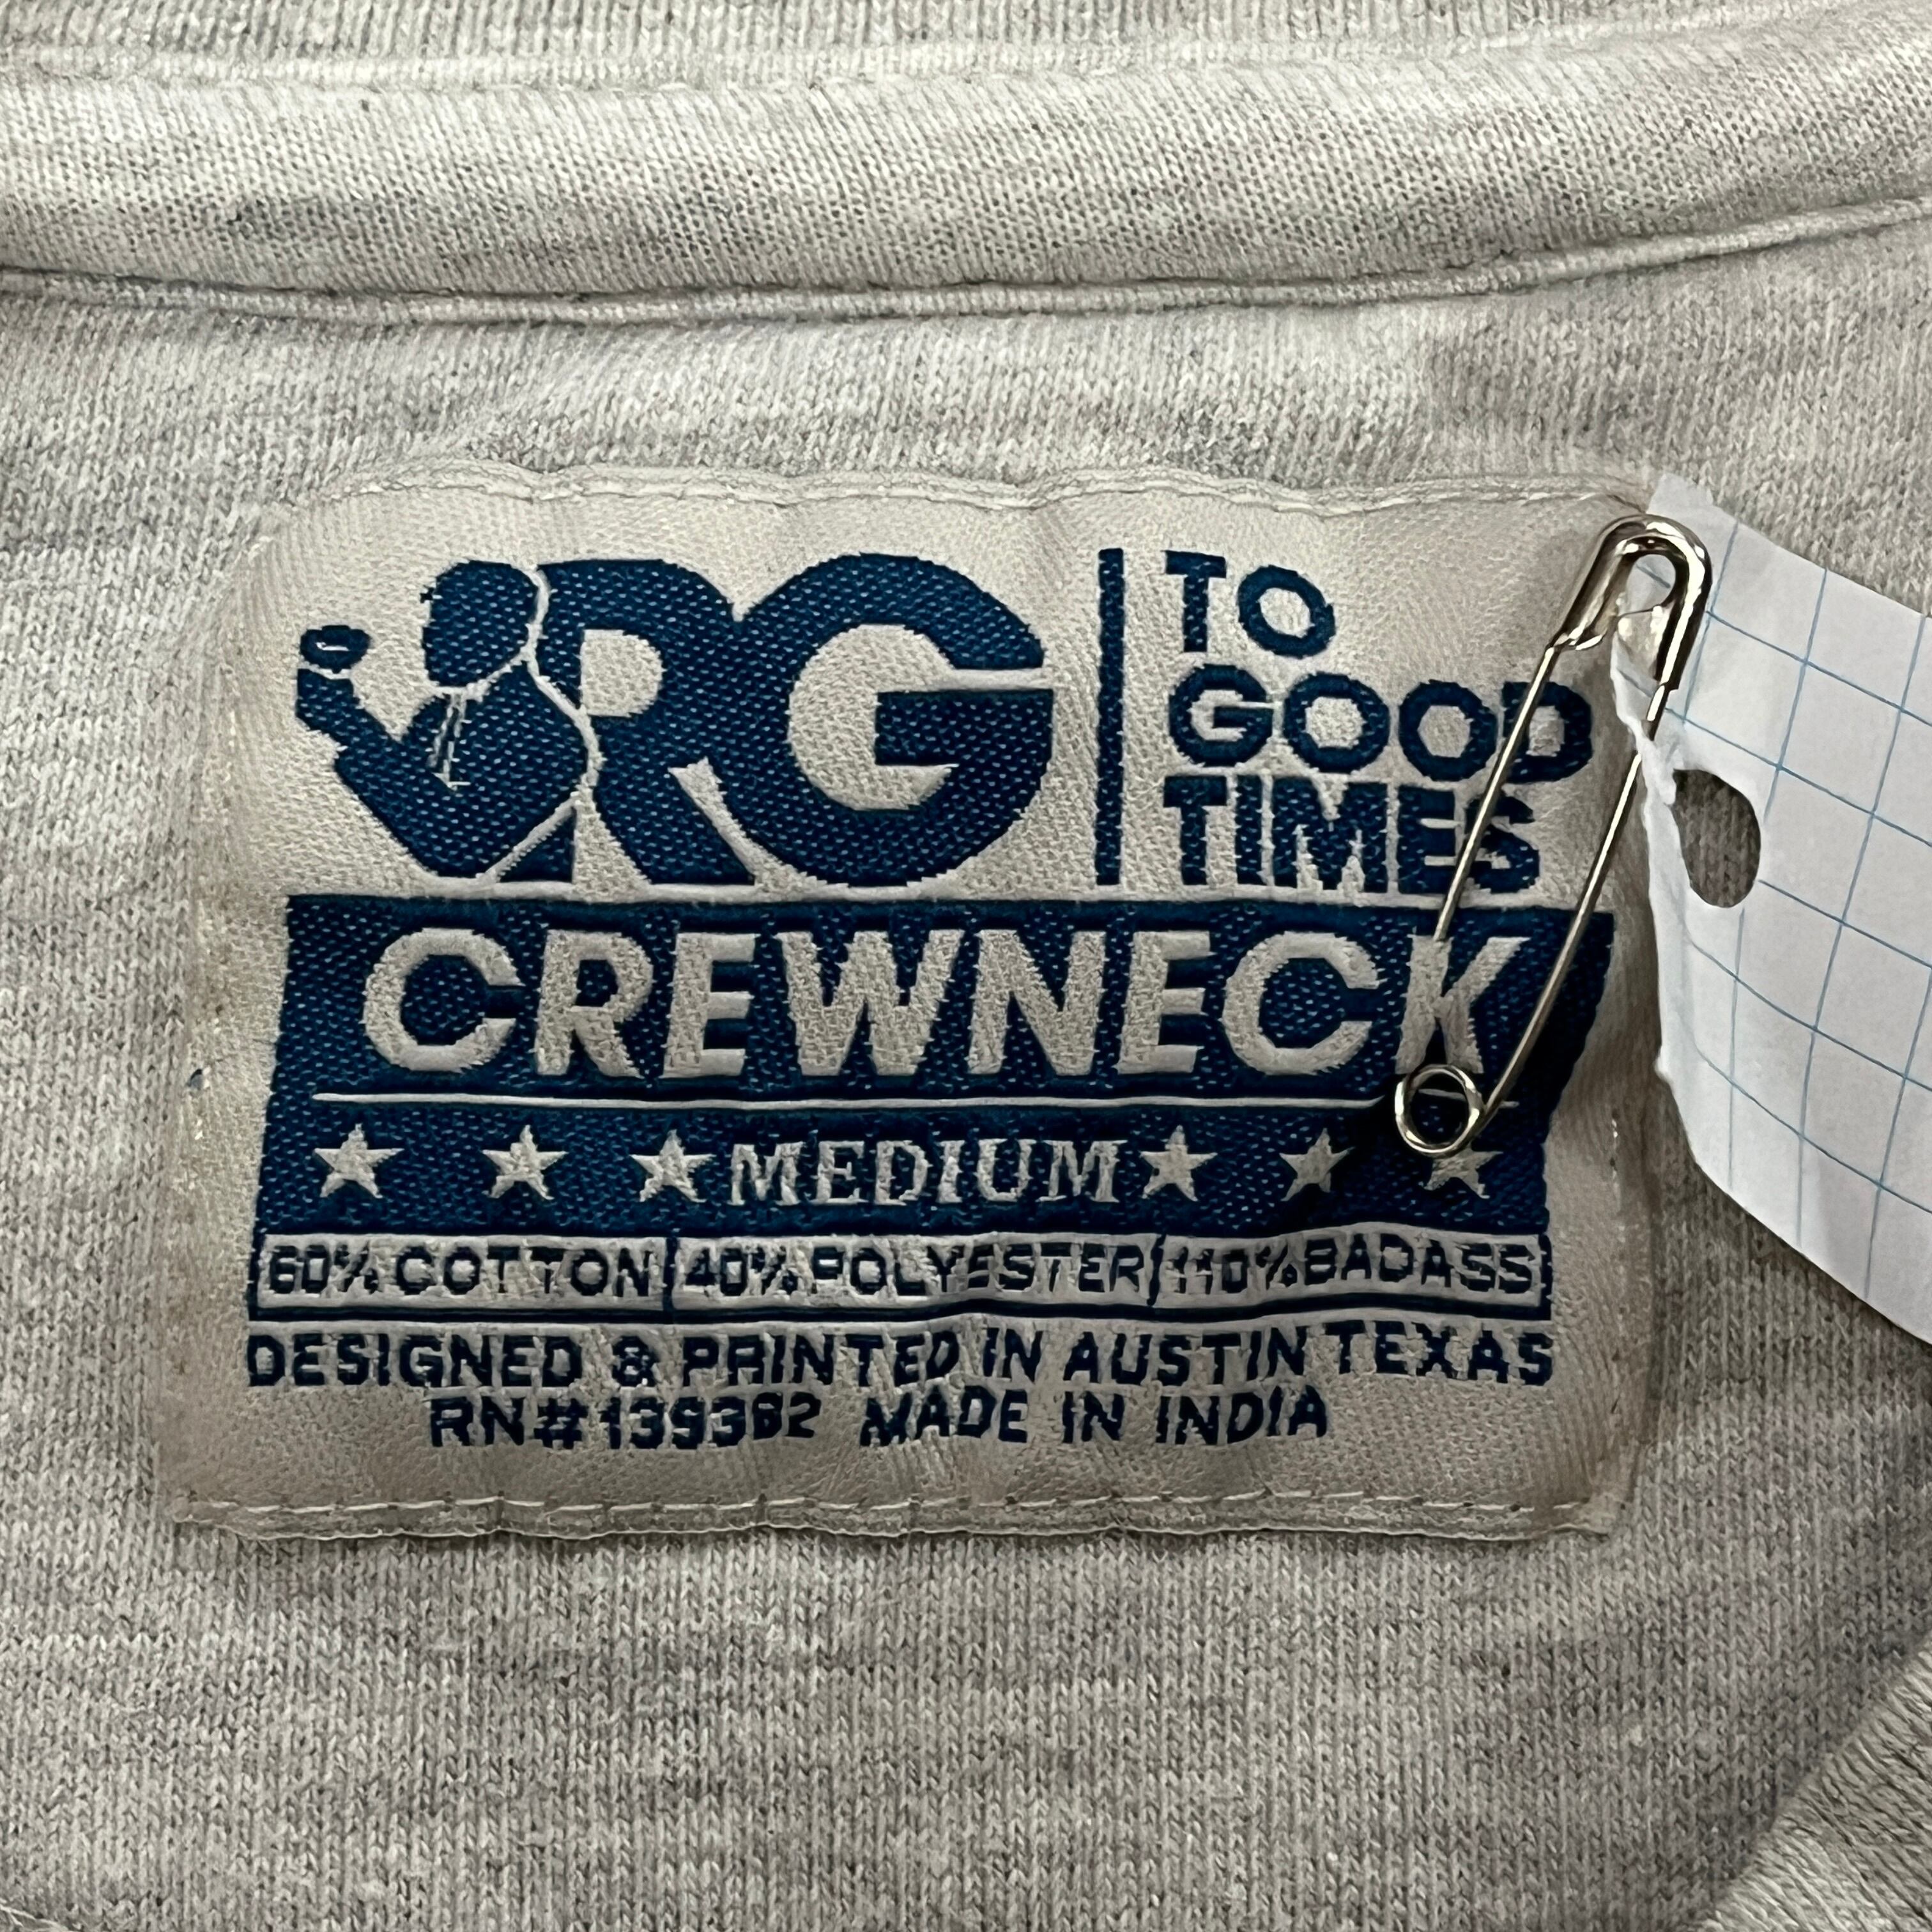 RG
TO
GOOD
TIMES
CREWNECK
MEDIUM
60% COTTON 40% POLYESTER 110% BADASS
DESIGNED & PRINTED IN AUSTIN TEXAS
RN#139362 MADE IN INDIA